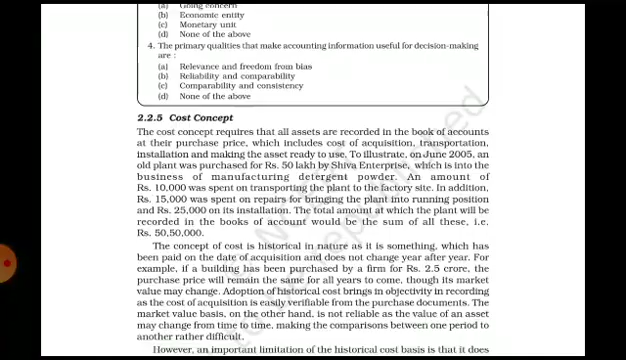 (a) Going concern
(b) Economic entity
(c) Monetary unit
(d) None of the above
4. The primary qualities that make accounting information useful for decision-making
are :
(a) Relevance and freedom from bias
(b) Reliability and comparability
(c) Comparability and consistency
(d) None of the above
2.2.5 Cost Concept
The cost concept requires that all assets are recorded in the book of accounts
at their purchase price, which includes cost of acquisition, transportation,
installation and making the asset ready to use. To illustrate, on June 2005, an
old plant was purchased for Rs. 50 lakh by Shiva Enterprise, which is into the
business of manufacturing detergent powder. An amount of
Rs. 10,000 was spent on transporting the plant to the factory site. In addition,
Rs. 15,000 was spent on repairs for bringing the plant into running position
and Rs. 25,000 on its installation. The total amount at which the plant will be
recorded in the books of account would be the sum of all these, i.e.
Rs. 50,50,000.
The concept of cost is historical in nature as it is something, which has
been paid on the date of acquisition and does not change year after year. For
example, if a building has been purchased by a firm for Rs. 2.5 crore, the
purchase price will remain the same for all years to come, though its market
value may change. Adoption of historical cost brings in objectivity in recording
as the cost of acquisition is easily verifiable from the purchase documents. The
market value basis, on the other hand, is not reliable as the value of an asset
may change from time to time, making the comparisons between one period to
another rather difficult.
However, an important limitation of the historical cost basis is that it does